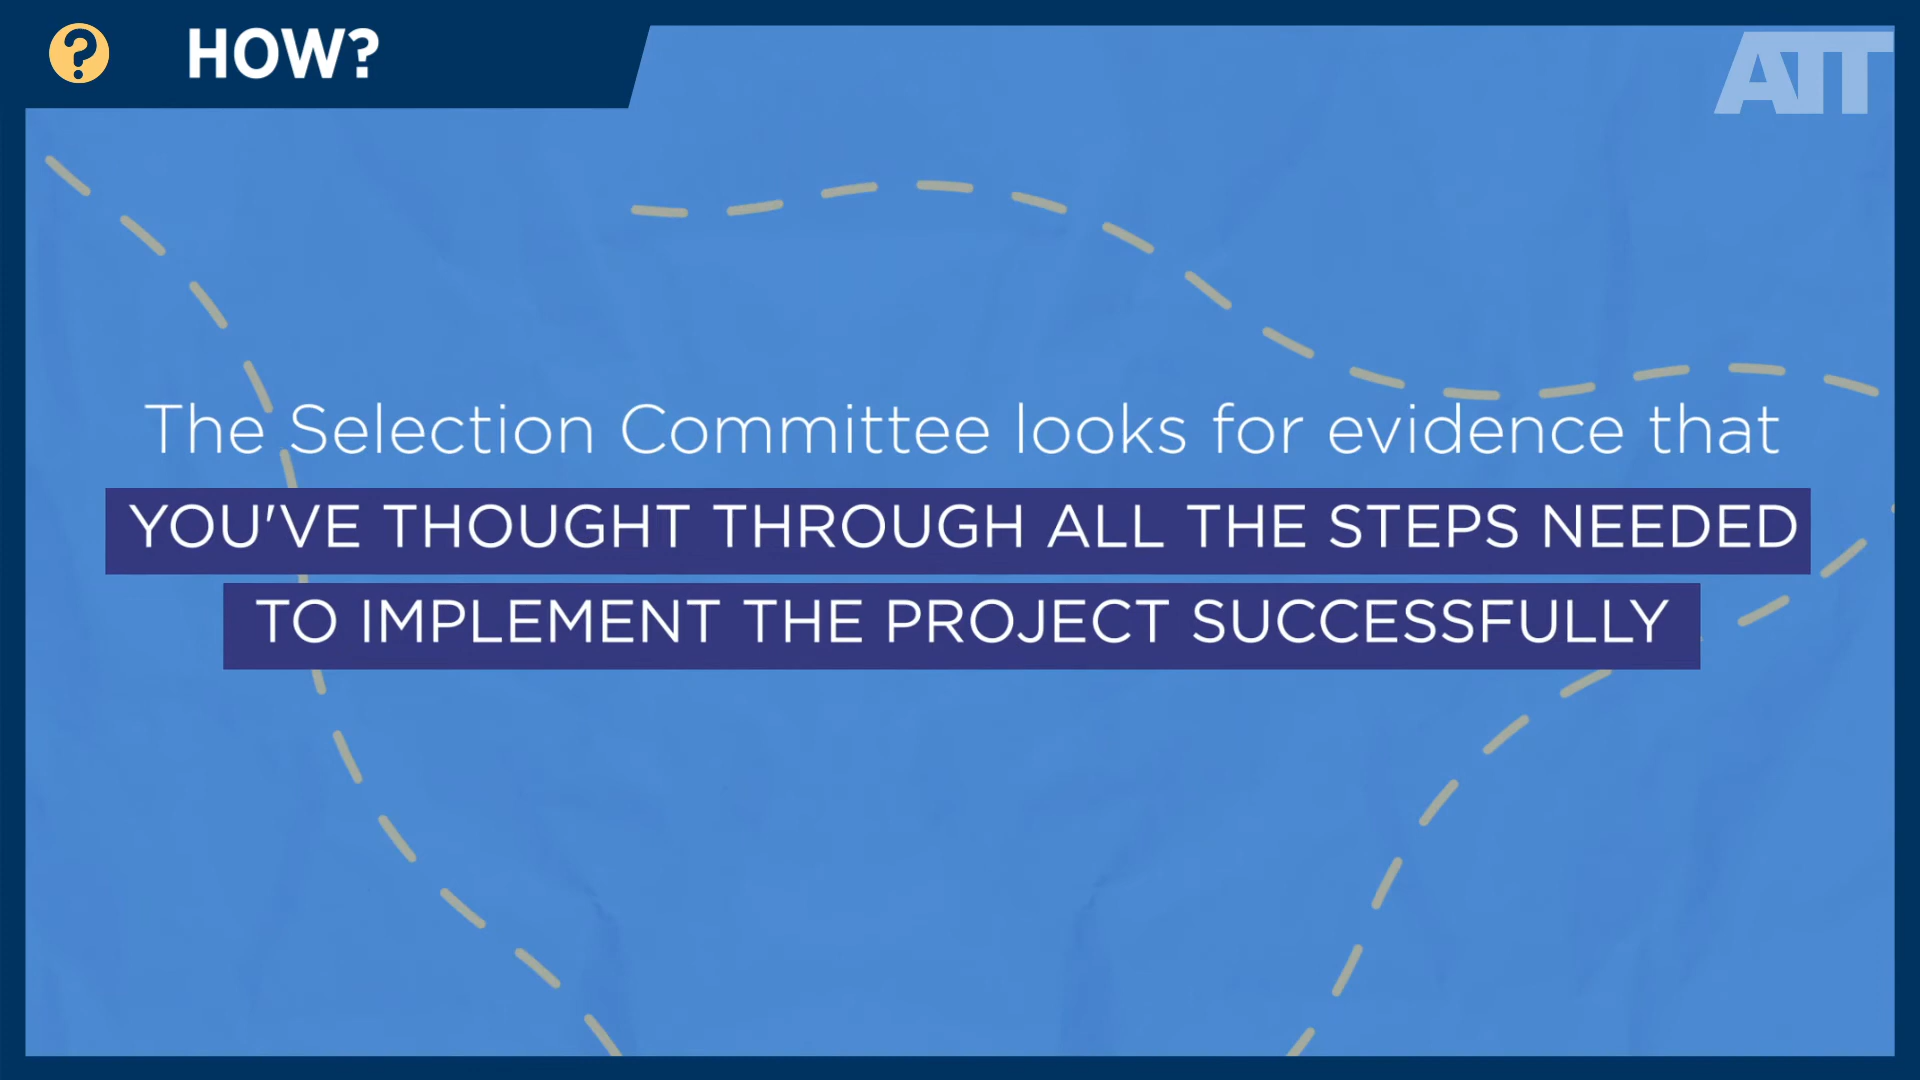 HOW?
ATT
The Selection Committee looks for evidence that
YOU'VE THOUGHT THROUGH ALL THE STEPS NEEDED
TO IMPLEMENT THE PROJECT SUCCESSFULLY